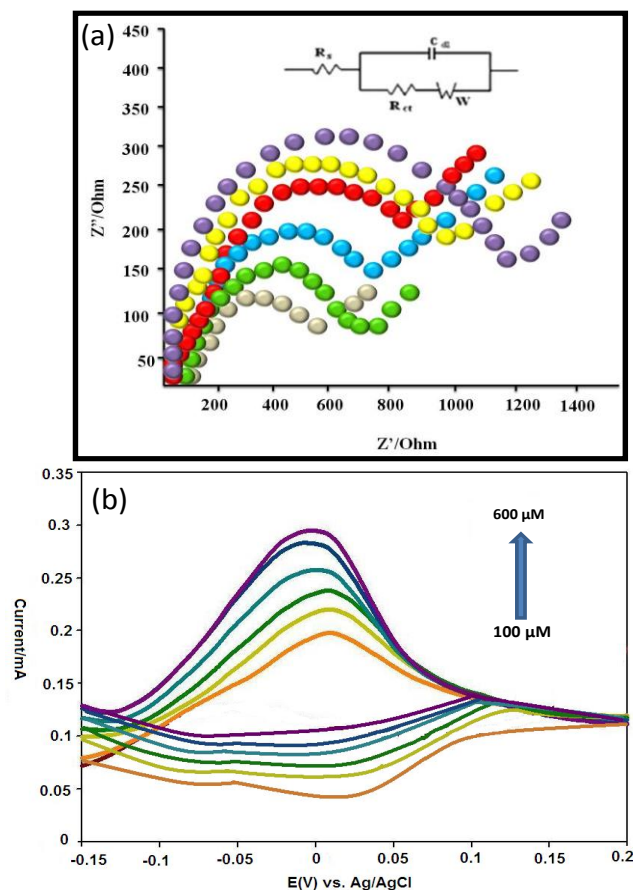 (a)
450
400
350
300
250
200
150
100
50
Z"/Ohm
C dl
R s
R ct
W
200 400 600 800 1000 1200 1400
Z'/Ohm
(b)
0.35
0.3
0.25
0.2
0.15
0.1
0.05
0
Current/mA
600 µM
100 µM
-0.15 -0.1 -0.05 0 0.05 0.1 0.15 0.2
E(V) vs. Ag/AgCl